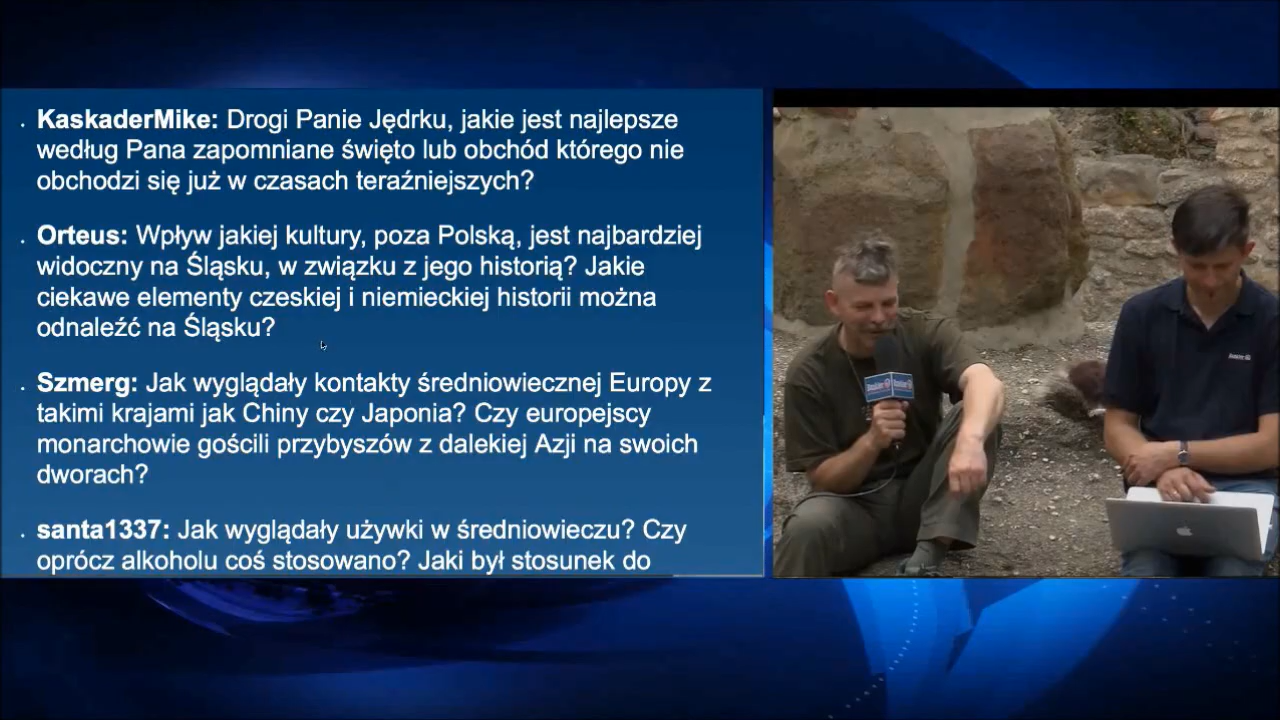 KaskaderMike: Drogi Panie Jędrku, jakie jest najlepsze
według Pana zapomniane święto lub obchód którego nie
obchodzi się już w czasach teraźniejszych?
Orteus: Wpływ jakiej kultury, poza Polską, jest najbardziej
widoczny na Śląsku, w związku z jego historią? Jakie
ciekawe elementy czeskiej i niemieckiej historii można
odnaleźć na Śląsku?
Szmerg: Jak wyglądały kontakty średniowiecznej Europy z
takimi krajami jak Chiny czy Japonia? Czy europejscy
monarchowie gościli przybyszów z dalekiej Azji na swoich
dworach?
santa1337: Jak wyglądały używki w średniowieczu? Czy
oprócz alkoholu coś stosowano? Jaki był stosunek do